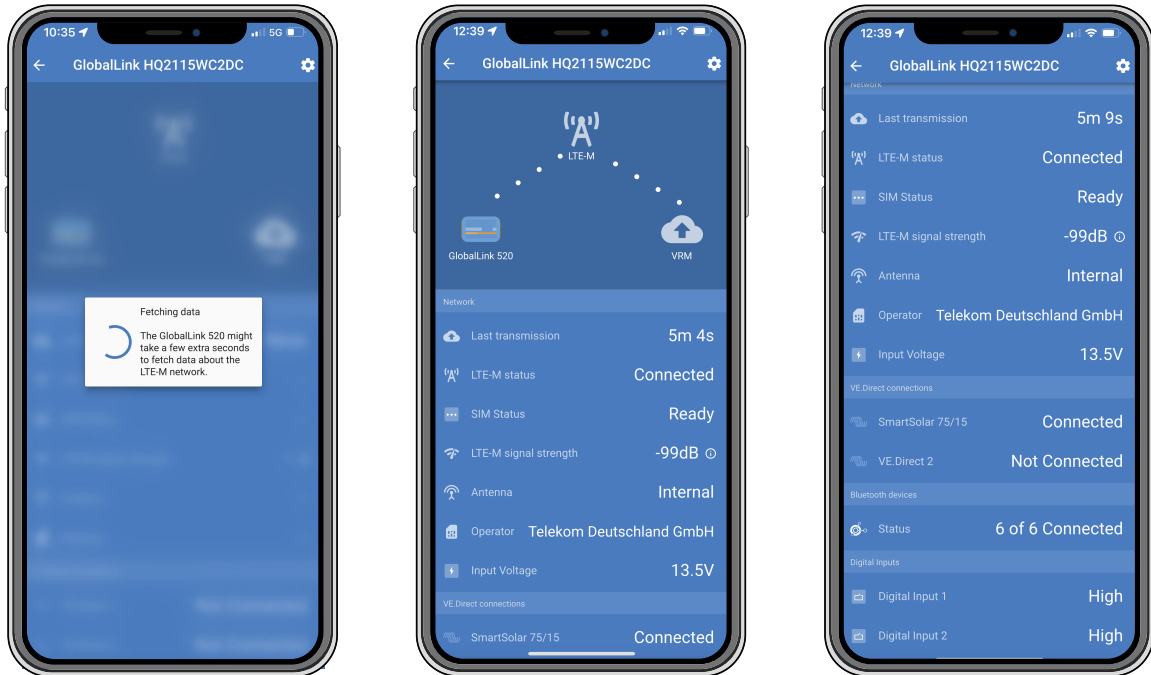 10:35
5G
GlobalLink HQ2115WC2DC
Fetching data
The GlobalLink 520 might
take a few extra seconds
to fetch data about the
LTE-M network.
12:39
GlobalLink HQ2115WC2DC
LTE-M
GlobalLink 520
VRM
Network
Last transmission 5m 4s
LTE-M status Connected
SIM Status Ready
LTE-M signal strength -99dB
Antenna Internal
Operator Telekom Deutschland GmbH
Input Voltage 13.5V
VE.Direct connections
SmartSolar 75/15 Connected
12:39
GlobalLink HQ2115WC2DC
Network
Last transmission 5m 9s
LTE-M status Connected
SIM Status Ready
LTE-M signal strength -99dB
Antenna Internal
Operator Telekom Deutschland GmbH
Input Voltage 13.5V
VE.Direct connections
SmartSolar 75/15 Connected
VE.Direct 2 Not Connected
Bluetooth devices
Status 6 of 6 Connected
Digital Inputs
Digital Input 1 High
Digital Input 2 High